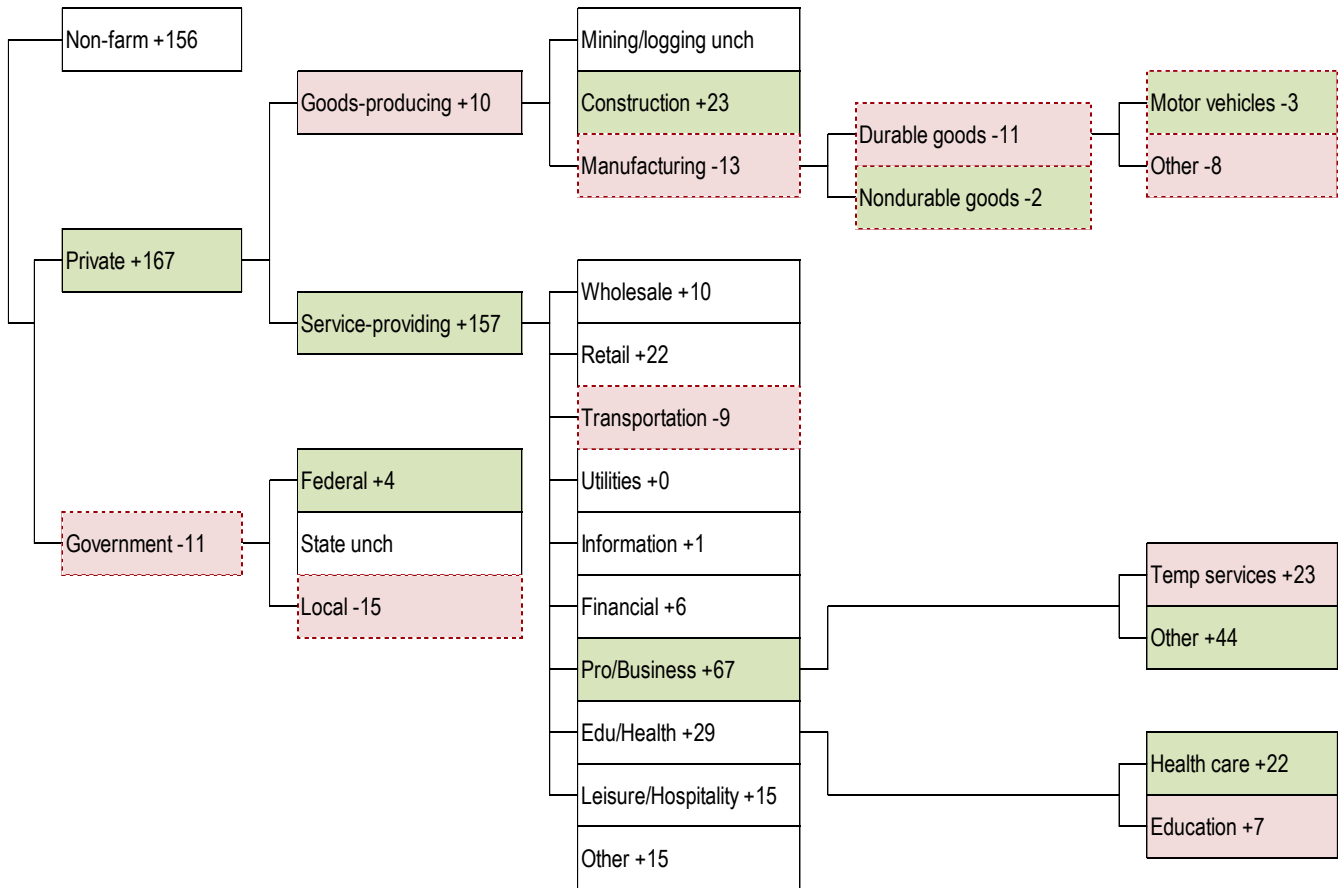 Non-farm +156
Private +167
Government -11
Goods-producing +10
Service-providing +157
Federal +4
State unch
Local -15
Mining/logging unch
Construction +23
Manufacturing -13
Wholesale +10
Retail +22
Transportation -9
Utilities +0
Information +1
Financial +6
Pro/Business +67
Edu/Health +29
Leisure/Hospitality +15
Other +15
Durable goods -11
Nondurable goods -2
Motor vehicles -3
Other -8
Temp services +23
Other +44
Health care +22
Education +7